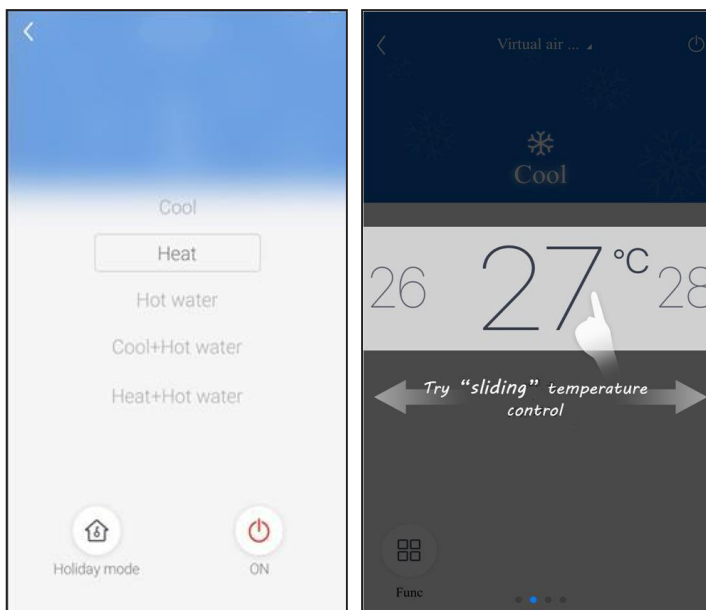 Cool
Heat
Hot water
Cool+Hot water
Heat+Hot water
Holiday mode
ON
Virtual air ...
Cool
26
27°C
28
Try “sliding” temperature
control
Func